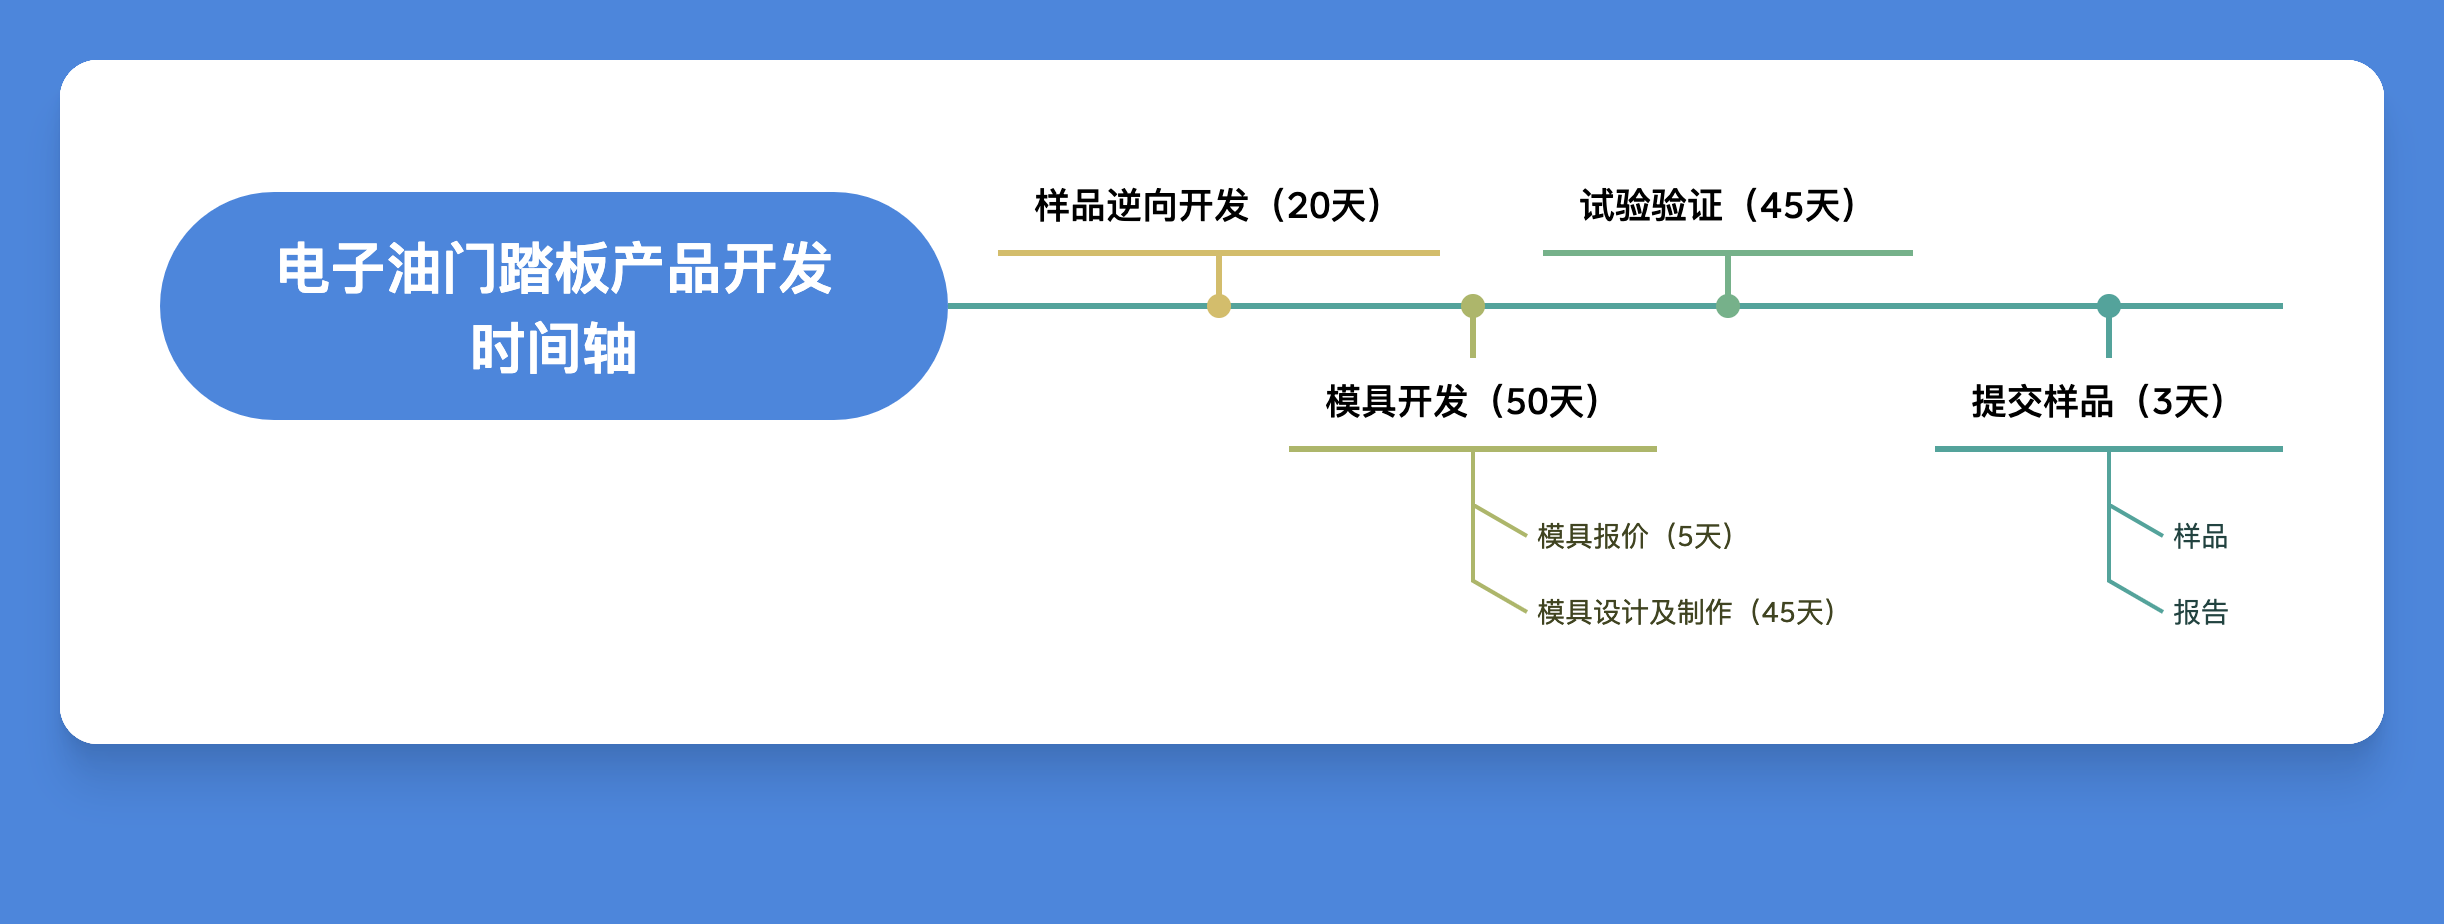 电子油门踏板产品开发
时间轴
样品逆向开发（20天）
模具开发（50天）
模具报价（5天）
模具设计及制作（45天）
试验验证（45天）
提交样品（3天）
样品
报告